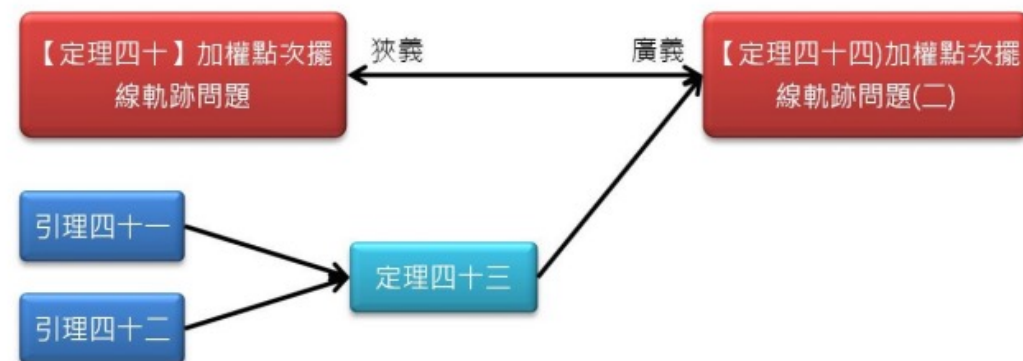 【定理四十】加權點次擺
線軌跡問題
狹義
廣義
【定理四十四)加權點次擺
線軌跡問題(二)
引理四十一
定理四十三
引理四十二